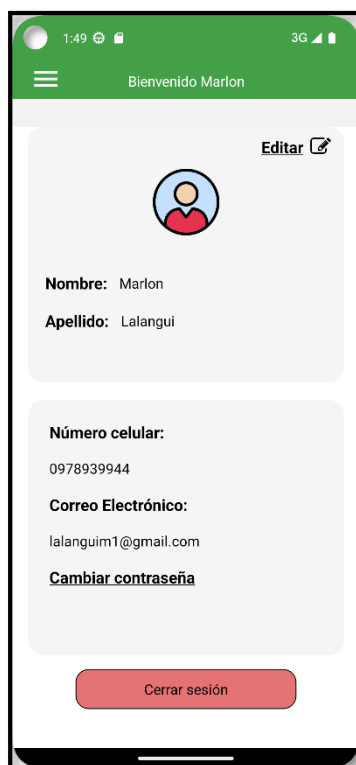 1:49 3G
Bienvenido Marlon
Editar
Nombre: Marlon
Apellido: Lalangui
Número celular:
0978939944
Correo Electrónico:
lalanguim1@gmail.com
Cambiar contraseña
Cerrar sesión